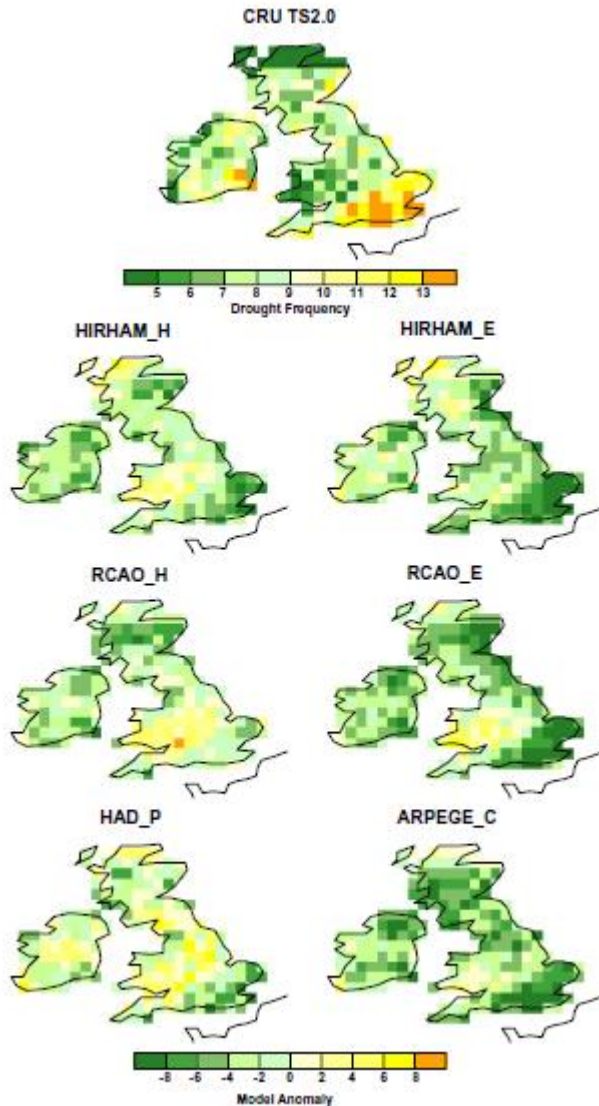 CRU TS2.0
5 6 7 8 9 10 11 12 13
Drought Frequency
HIRHAM_H HIRHAM_E
RCAO_H RCAO_E
HAD_P ARPEGE_C
-8 -6 -4 -2 0 2 4 6 8
Model Anomaly